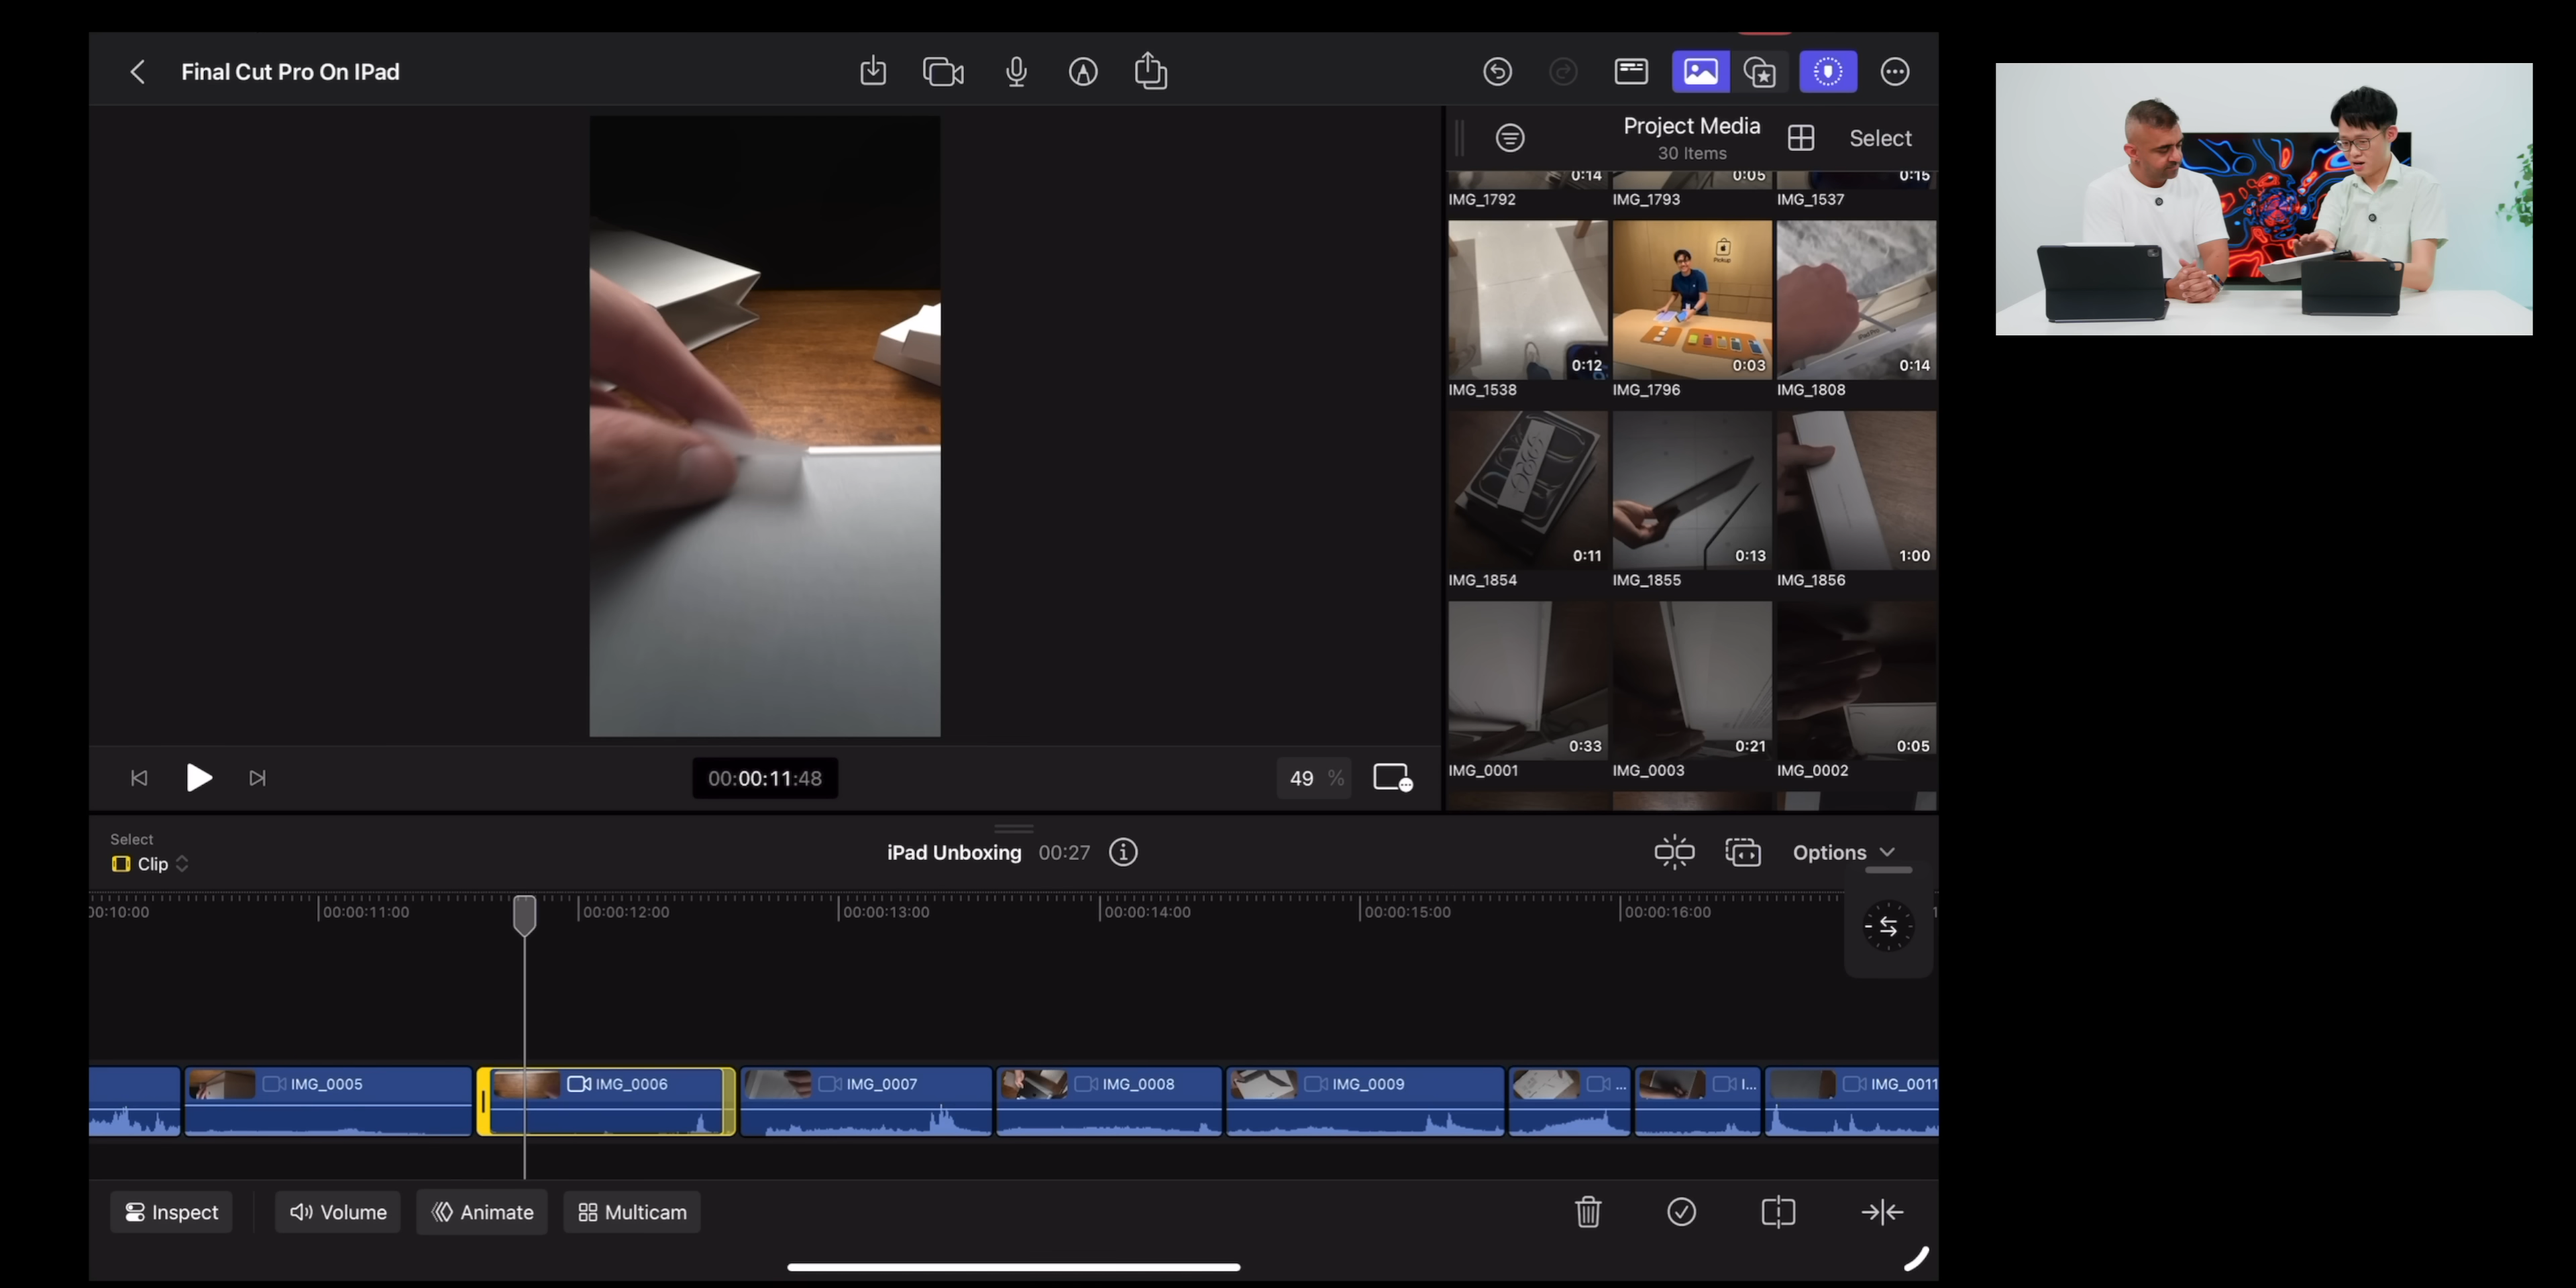 Final Cut Pro On IPad
Project Media
30 Items
Select
0:14
0:05
0:15
IMG_1792
IMG_1793
IMG_1537
Pickup
0:12
0:03
0:14
IMG_1538
IMG_1796
IMG_1808
0:11
0:13
1:00
IMG_1854
IMG_1855
IMG_1856
0:33
0:21
0:05
IMG_0001
IMG_0003
IMG_0002
00:00:11:48
49 %
Select
Clip
iPad Unboxing 00:27
Options
00:10:00
00:00:11:00
00:00:12:00
00:00:13:00
00:00:14:00
00:00:15:00
00:00:16:00
IMG_0005
IMG_0006
IMG_0007
IMG_0008
IMG_0009
...
I...
IMG_0011
Inspect
Volume
Animate
Multicam